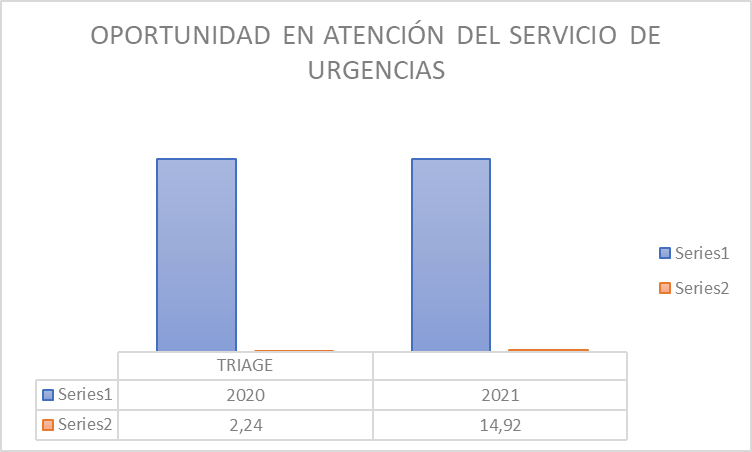 OPORTUNIDAD EN ATENCIÓN DEL SERVICIO DE
URGENCIAS
Series1
Series2
TRIAGE
Series1 2020 2021
Series2 2,24 14,92